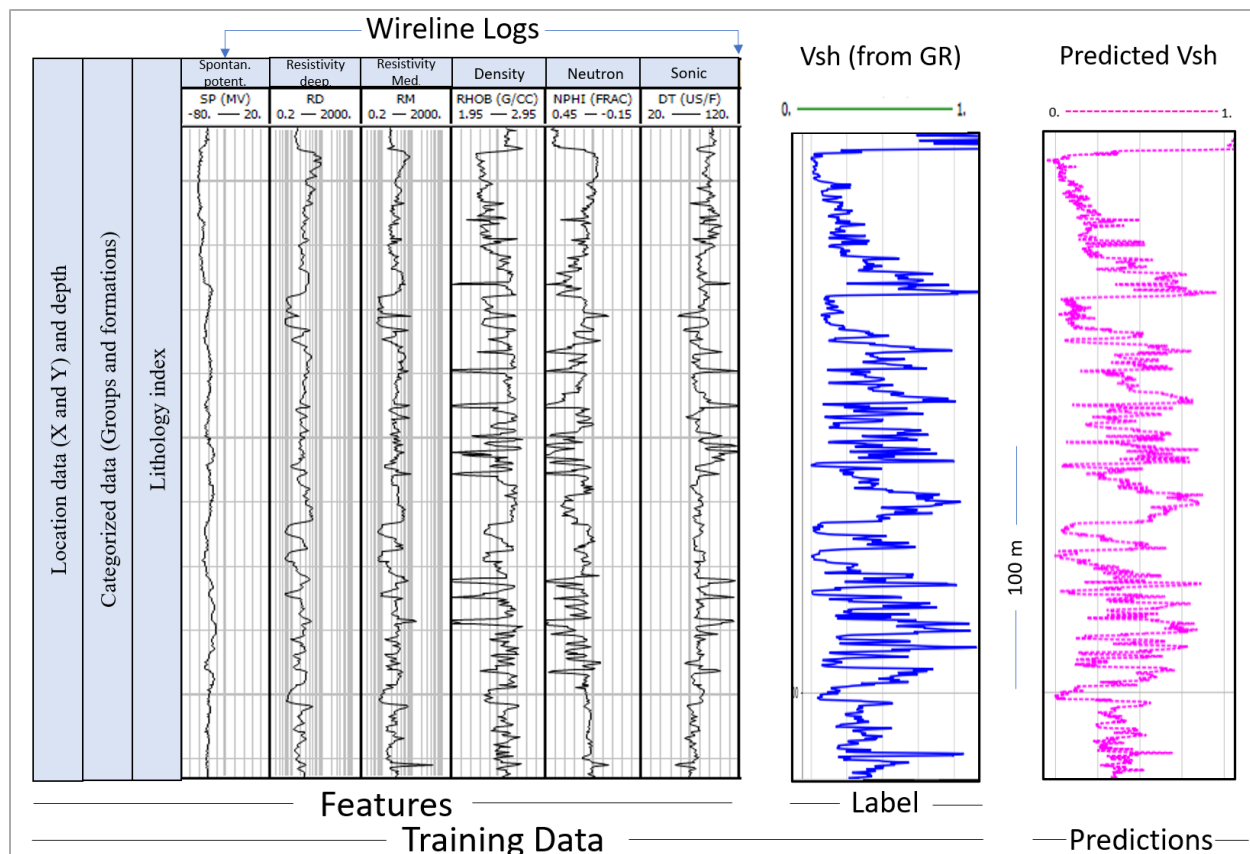 Wireline Logs
Location data (X and Y) and depth
Categorized data (Groups and formations)
Lithology index
Spontan. potent.
Resistivity deep.
Resistivity Med.
Density
Neutron
Sonic
SP (MV)
-80. 20.
RD
0.2 2000.
RM
0.2 2000.
RHOB (G/CC)
1.95 2.95
NPHI (FRAC)
0.45 -0.15
DT (US/F)
20. 120.
Vsh (from GR)
0. 1.
Predicted Vsh
0. 1.
100 m
Features
Label
Training Data
Predictions